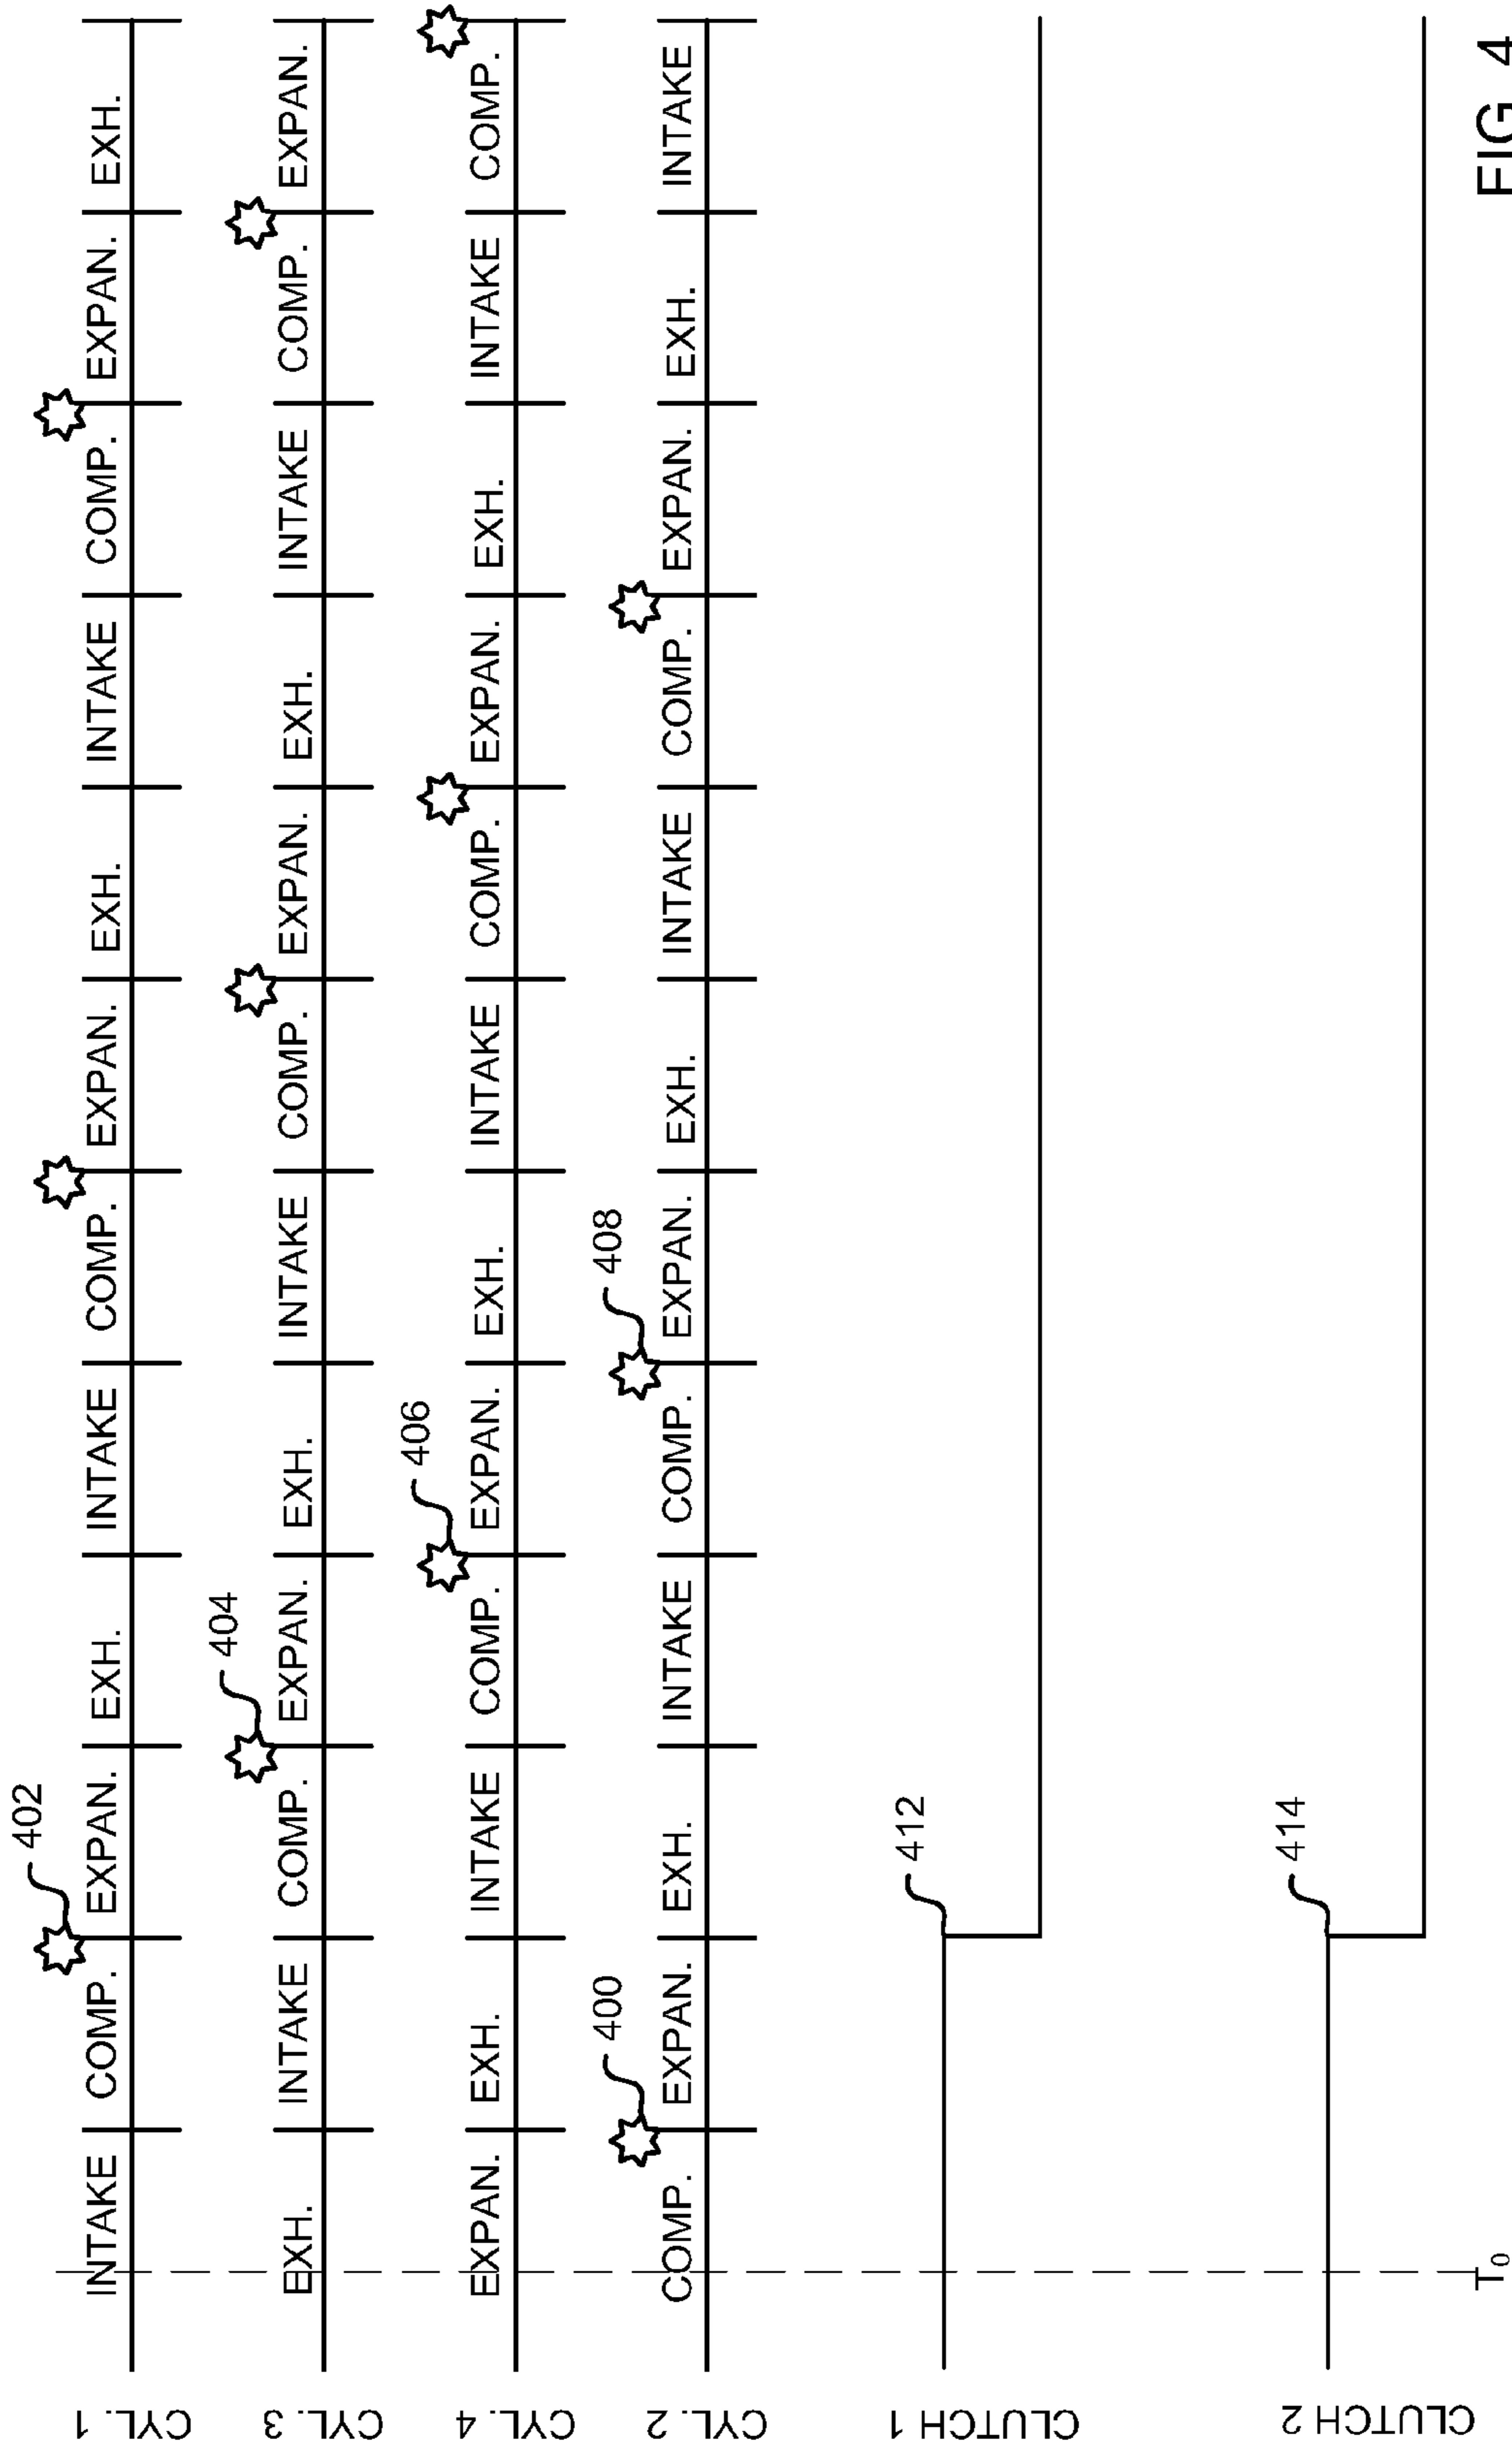 402
CYL. 1 INTAKE COMP. EXPAN. EXH. INTAKE COMP. EXPAN. EXH. INTAKE COMP. EXPAN. EXH.
404
CYL. 3 EXH. INTAKE COMP. EXPAN. EXH. INTAKE COMP. EXPAN. EXH. INTAKE COMP. EXPAN.
406
CYL. 4 EXPAN. EXH. INTAKE COMP. EXPAN. EXH. INTAKE COMP. EXPAN. EXH. INTAKE COMP.
400 408
CYL. 2 COMP. EXPAN. EXH. INTAKE COMP. EXPAN. EXH. INTAKE COMP. EXPAN. EXH. INTAKE
412
CLUTCH 1
414
CLUTCH 2
T0
FIG 4